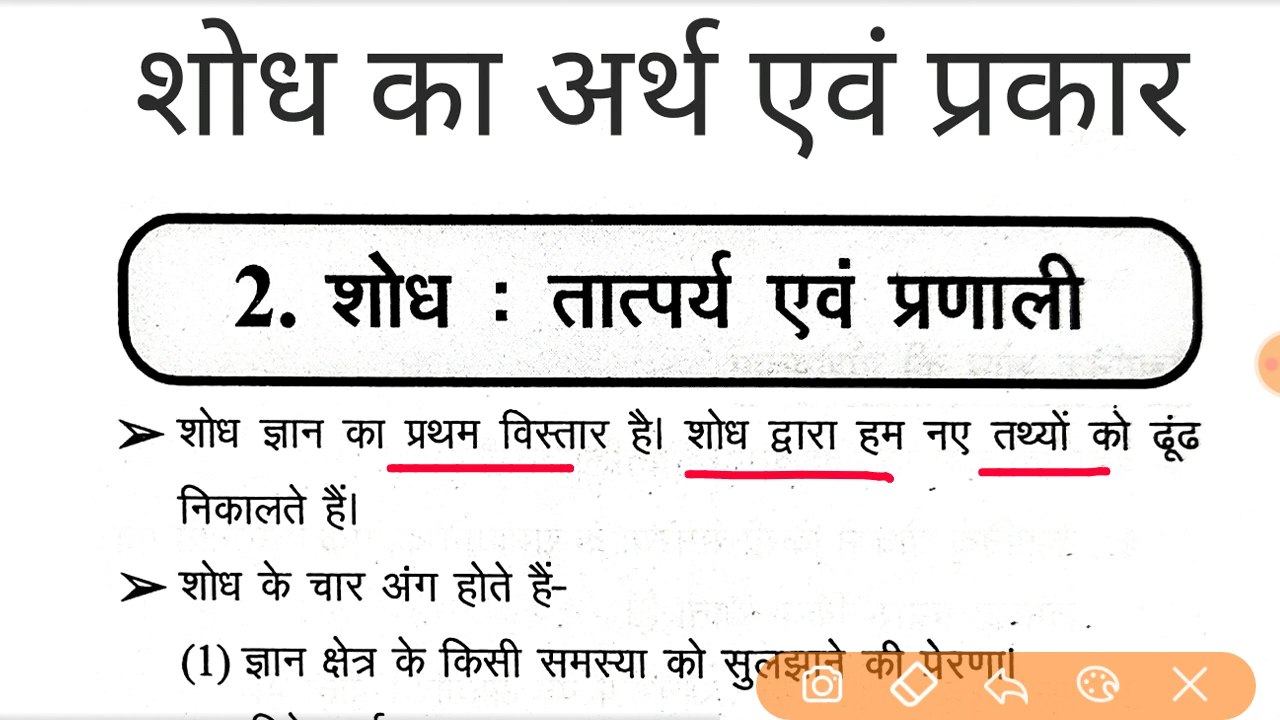 शोध का अर्थ एवं प्रकार
2. शोध : तात्पर्य एवं प्रणाली
➢ शोध ज्ञान का प्रथम विस्तार है। शोध द्वारा हम नए तथ्यों को ढूंढ
निकालते हैं।
➢ शोध के चार अंग होते हैं-
(1) ज्ञान क्षेत्र के किसी समस्या को सुलझाने की प्रेरणा।